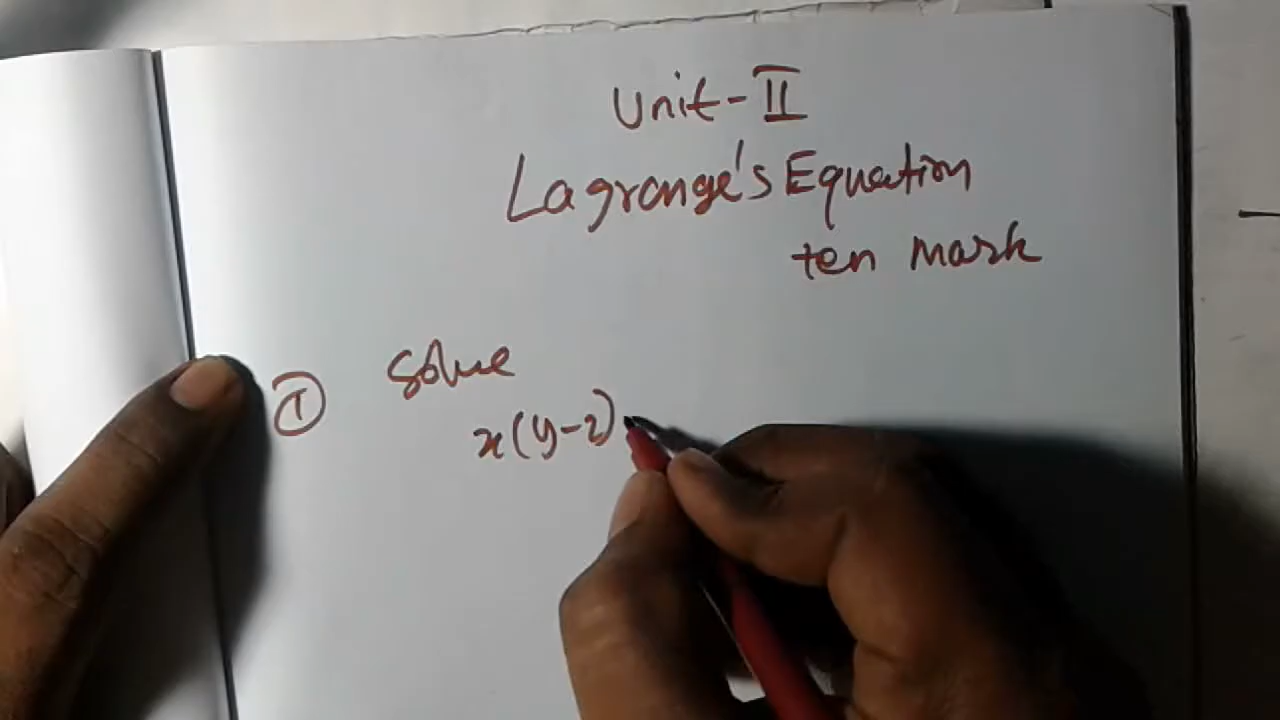 Unit - II
Lagrange's Equation
ten mark
① Solve
x(y-z)